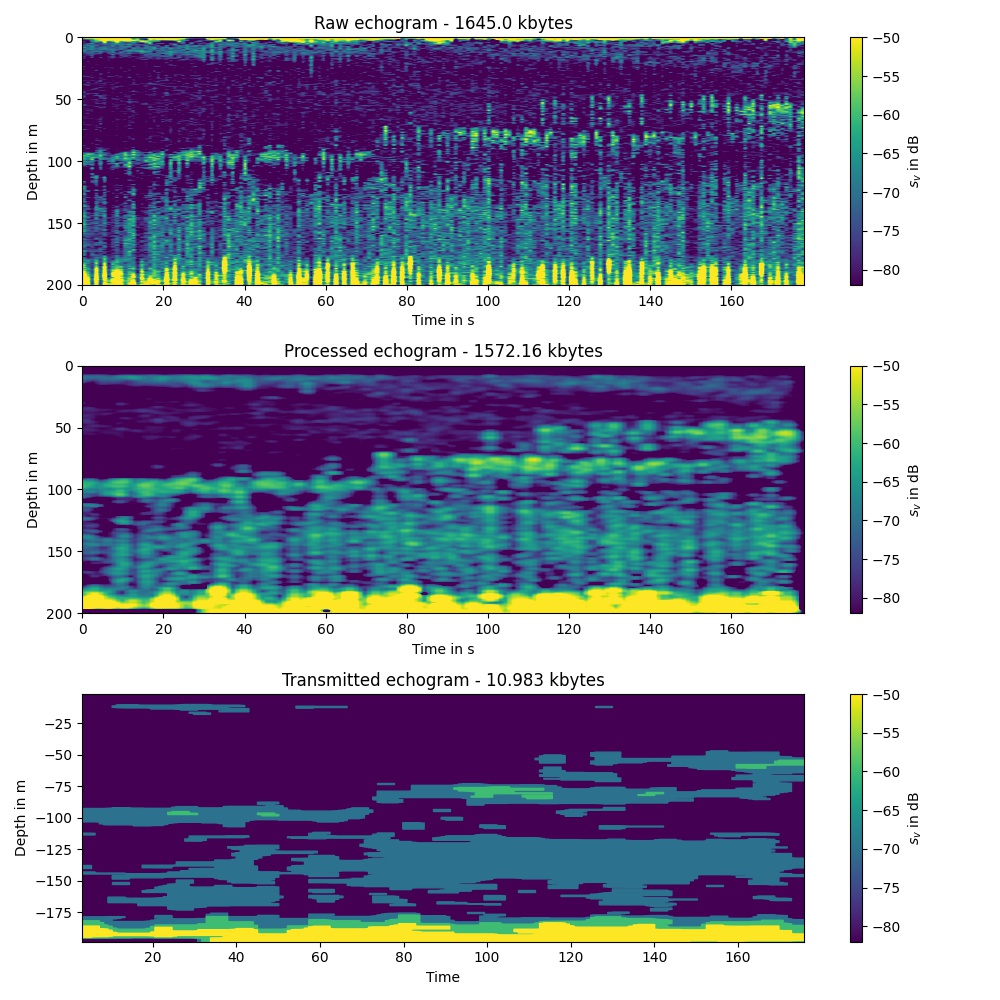 Raw echogram - 1645.0 kbytes
0
50
100
150
200
Depth in m
0 20 40 60 80 100 120 140 160
Time in s
−50
−55
−60
−65
−70
−75
−80
sv in dB
Processed echogram - 1572.16 kbytes
0
50
100
150
200
Depth in m
0 20 40 60 80 100 120 140 160
Time in s
−50
−55
−60
−65
−70
−75
−80
sv in dB
Transmitted echogram - 10.983 kbytes
−25
−50
−75
−100
−125
−150
−175
Depth in m
20 40 60 80 100 120 140 160
Time
−50
−55
−60
−65
−70
−75
−80
sv in dB